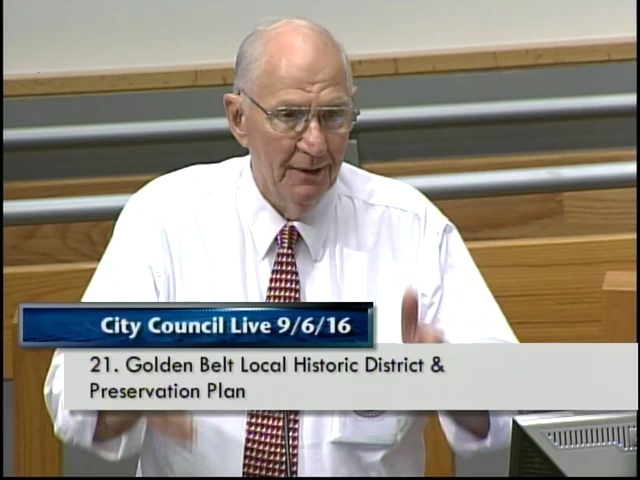 City Council Live 9/6/16
21. Golden Belt Local Historic District &
Preservation Plan